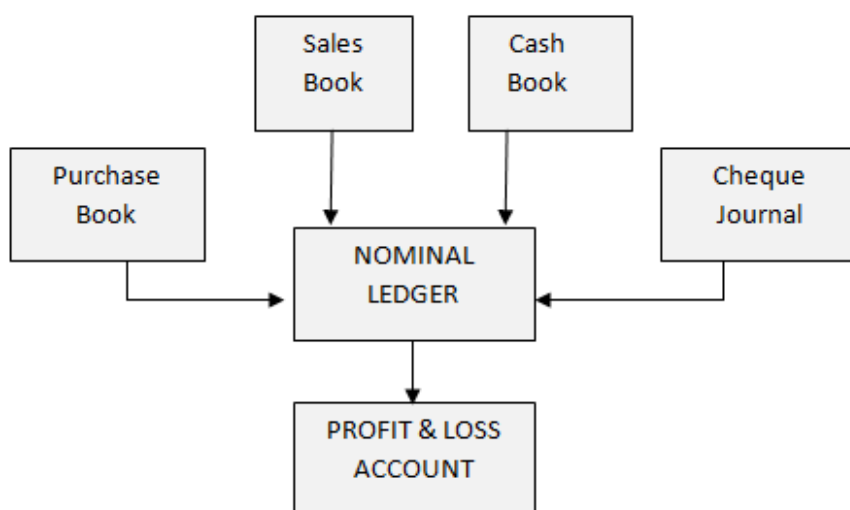 Sales
Book
Cash
Book
Purchase
Book
Cheque
Journal
NOMINAL
LEDGER
PROFIT & LOSS
ACCOUNT